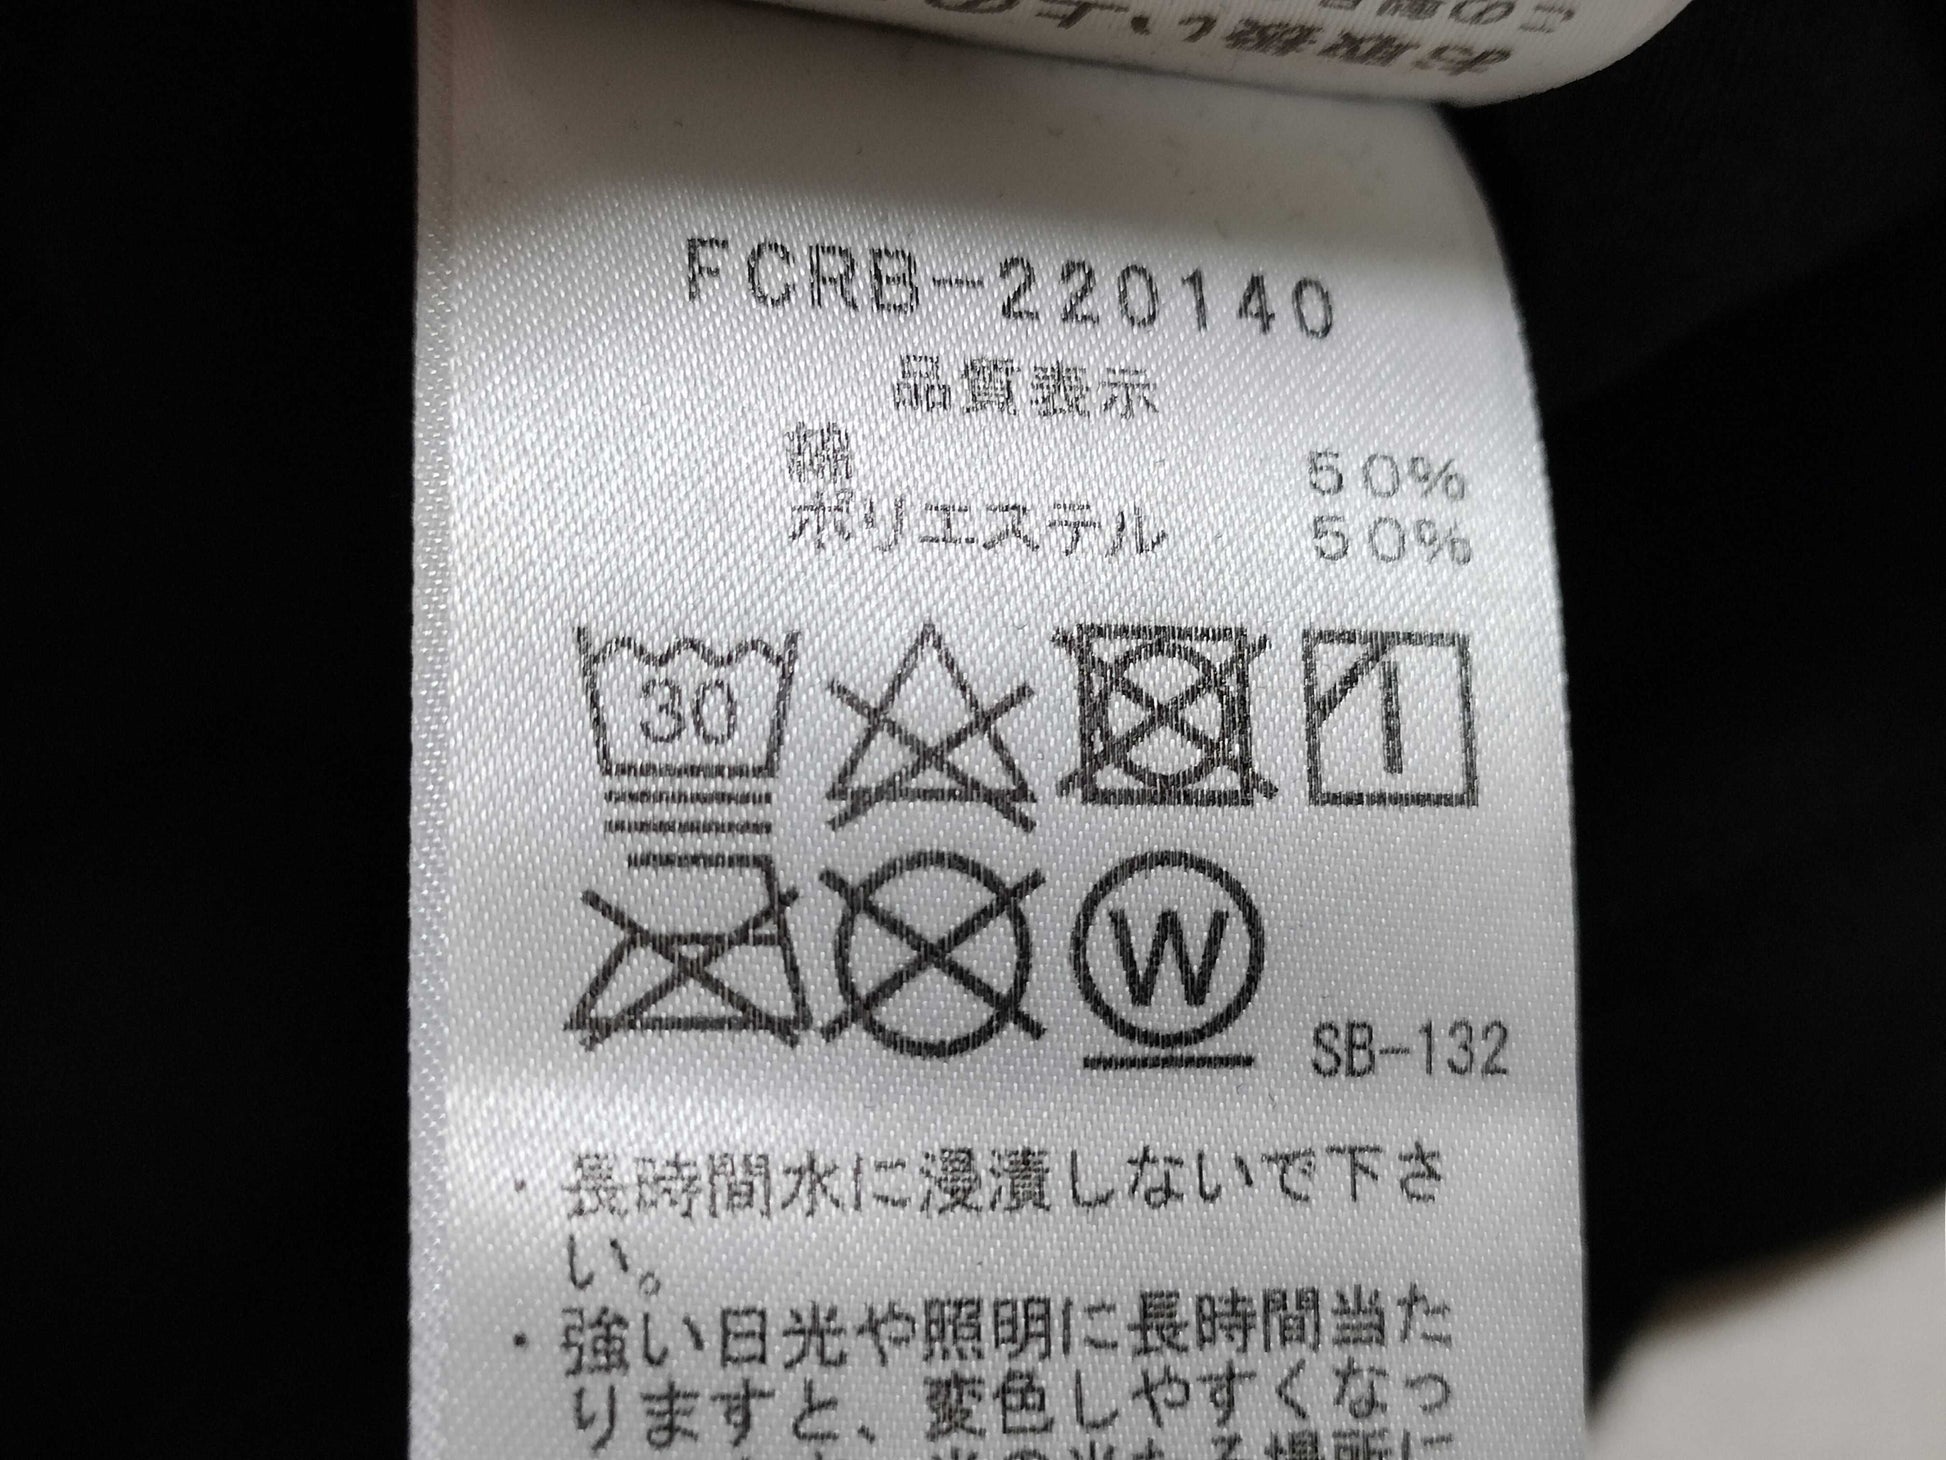 FCRB-220140
品質表示
綿 50%
ポリエステル 50%
30
W
SB-132
・長時間水に浸漬しないで下さ
い。
・強い日光や照明に長時間当た
りますと、変色しやすくなっ